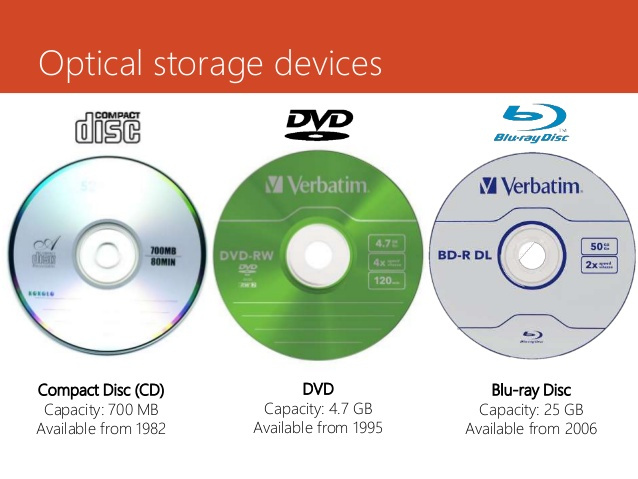 Optical storage devices
COMPACT
disc
DVD
Blu-ray Disc
700MB
80MIN
Verbatim
DVD-RW
4.7
4x
120
Verbatim
BD-R DL
50 GB
2x speed
Compact Disc (CD)
Capacity: 700 MB
Available from 1982
DVD
Capacity: 4.7 GB
Available from 1995
Blu-ray Disc
Capacity: 25 GB
Available from 2006